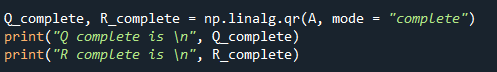 Q_complete, R_complete = np.linalg.qr(A, mode = "complete")
print("Q complete is \n", Q_complete)
print("R complete is \n", R_complete)